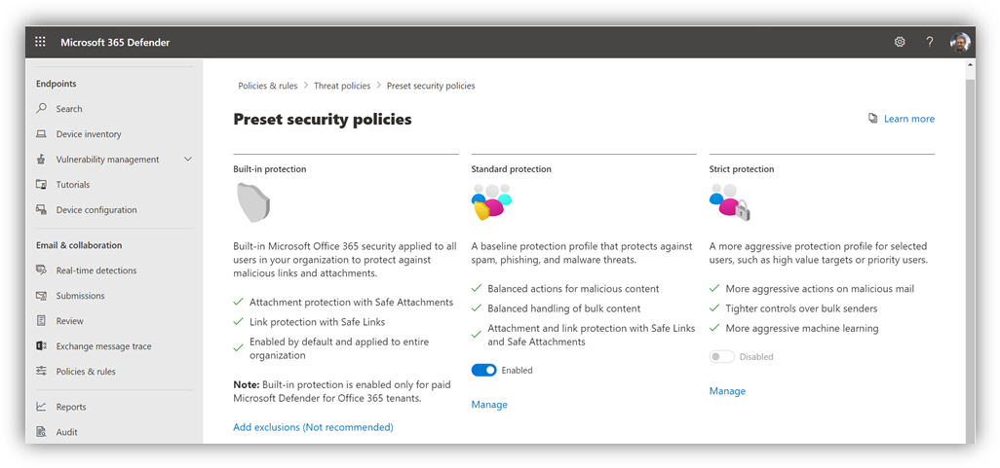 Microsoft 365 Defender
?
Endpoints
Search
Device inventory
Vulnerability management
Tutorials
Device configuration
Email & collaboration
Real-time detections
Submissions
Review
Exchange message trace
Policies & rules
Reports
Audit
Policies & rules > Threat policies > Preset security policies
Preset security policies
Learn more
Built-in protection
Built-in Microsoft Office 365 security applied to all
users in your organization to protect against
malicious links and attachments.
Attachment protection with Safe Attachments
Link protection with Safe Links
Enabled by default and applied to entire
organization
Note: Built-in protection is enabled only for paid
Microsoft Defender for Office 365 tenants.
Add exclusions (Not recommended)
Standard protection
A baseline protection profile that protects against
spam, phishing, and malware threats.
Balanced actions for malicious content
Balanced handling of bulk content
Attachment and link protection with Safe Links
and Safe Attachments
Enabled
Manage
Strict protection
A more aggressive protection profile for selected
users, such as high value targets or priority users.
More aggressive actions on malicious mail
Tighter controls over bulk senders
More aggressive machine learning
Disabled
Manage